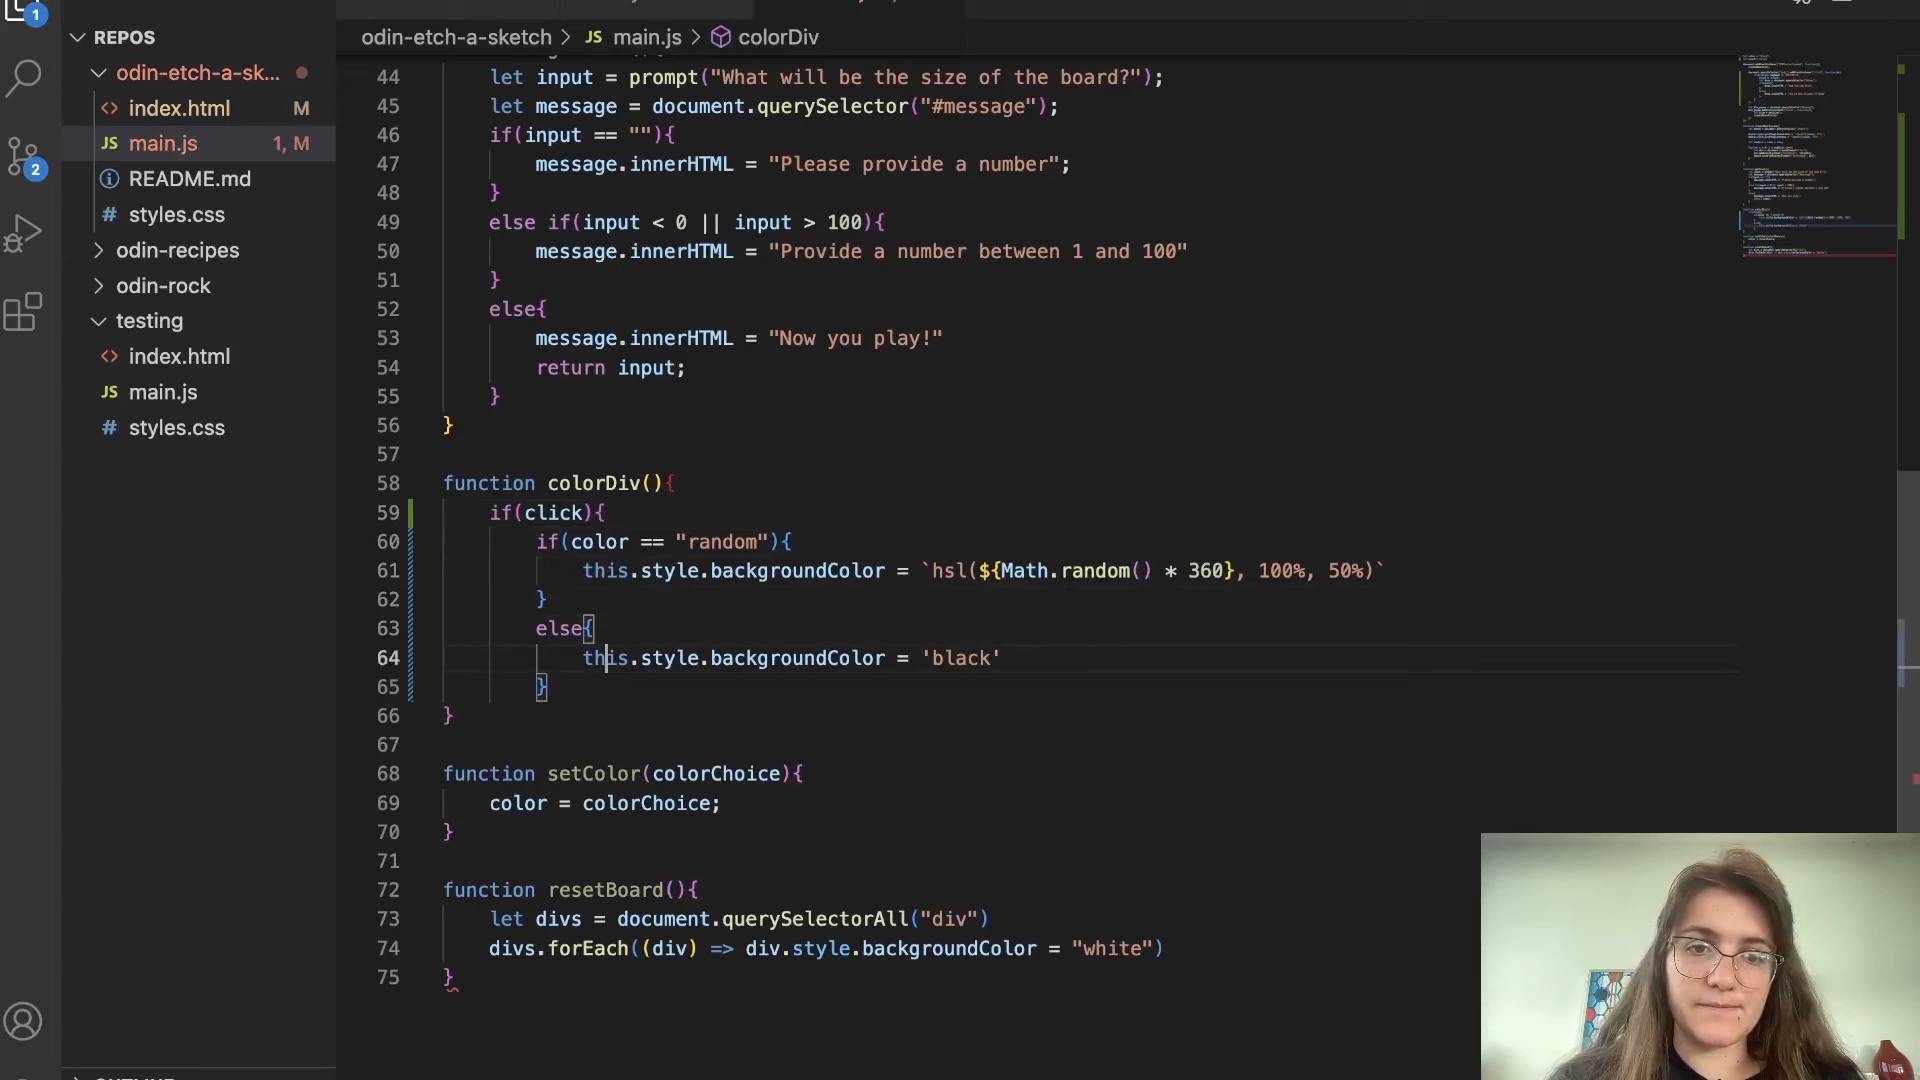 1
REPOS
odin-etch-a-sk...
index.html M
main.js 1, M
README.md
styles.css
2
odin-recipes
odin-rock
testing
index.html
main.js
styles.css
odin-etch-a-sketch > JS main.js > colorDiv
44 let input = prompt("What will be the size of the board?");
45 let message = document.querySelector("#message");
46 if(input == ""){
47 message.innerHTML = "Please provide a number";
48 }
49 else if(input < 0 || input > 100){
50 message.innerHTML = "Provide a number between 1 and 100"
51 }
52 else{
53 message.innerHTML = "Now you play!"
54 return input;
55 }
56 }
57
58 function colorDiv(){
59 if(click){
60 if(color == "random"){
61 this.style.backgroundColor = `hsl(${Math.random() * 360}, 100%, 50%)`
62 }
63 else{
64 this.style.backgroundColor = 'black'
65 }
66 }
67
68 function setColor(colorChoice){
69 color = colorChoice;
70 }
71
72 function resetBoard(){
73 let divs = document.querySelectorAll("div")
74 divs.forEach((div) => div.style.backgroundColor = "white")
75 }